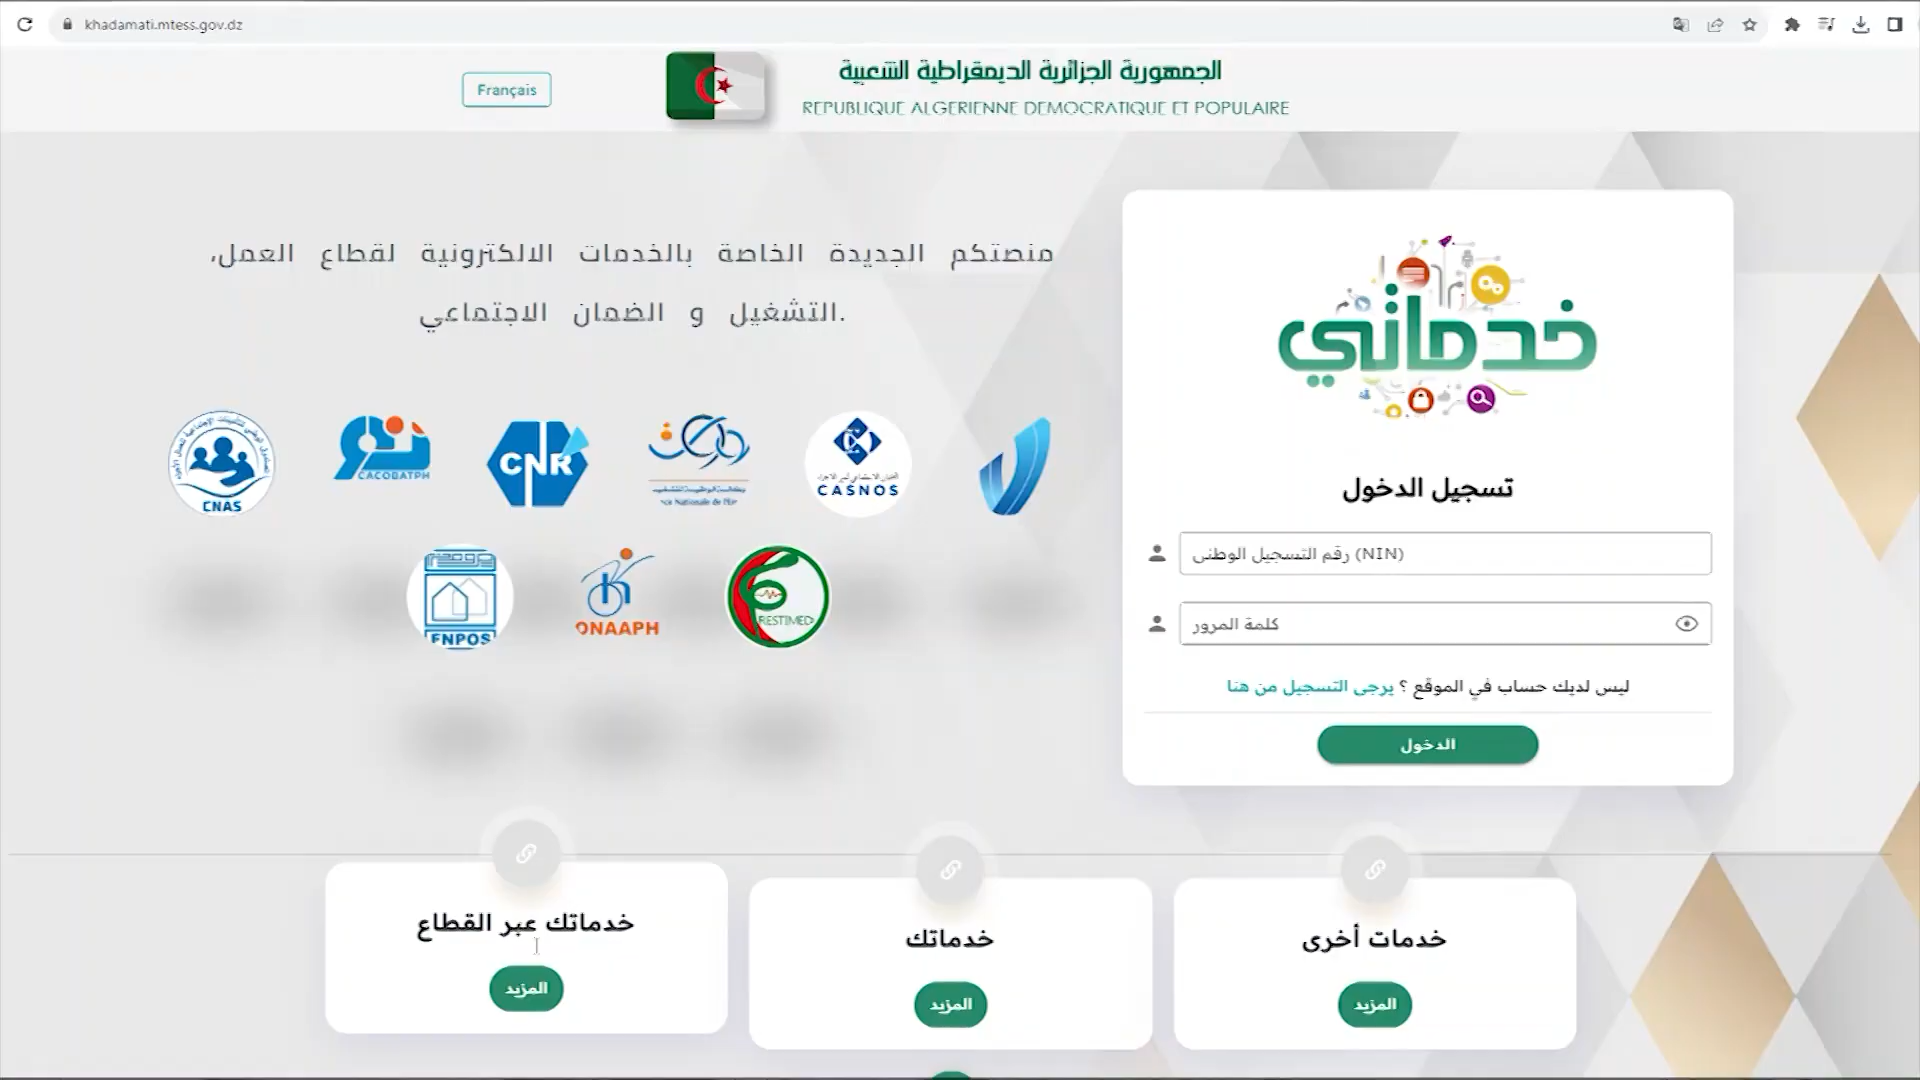 khadamati.mtess.gov.dz
Français
الجمهورية الجزائرية الديمقراطية الشعبية
REPUBLIQUE ALGERIENNE DEMOCRATIQUE ET POPULAIRE
منصتكم الجديدة الخاصة بالخدمات الالكترونية لقطاع العمل،
التشغيل و الضمان الاجتماعي.
خدماتي
CNAS
CACOBATPH
CNR
CASNOS
FNPOS
ONAAPH
RESTIMED
تسجيل الدخول
رقم التسجيل الوطني (NIN)
كلمة المرور
ليس لديك حساب في الموقع ؟ يرجى التسجيل من هنا
الدخول
خدمات أخرى
المزيد
خدماتك
المزيد
خدماتك عبر القطاع
المزيد